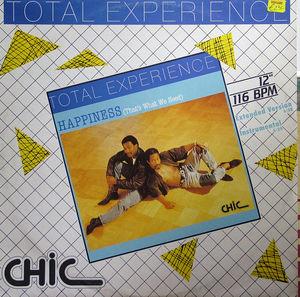 TOTAL EXPERIENCE
TOTAL EXPERIENCE
HAPPINESS (That's What We Need)
12"
116 BPM
Extended Version
Instrumental
CHIC
CHIC